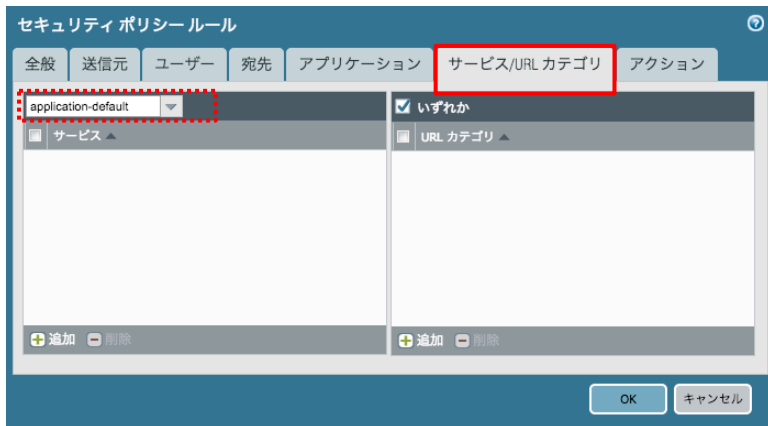 セキュリティ ポリシー ルール
全般 送信元 ユーザー 宛先 アプリケーション サービス/URL カテゴリ アクション
application-default
サービス
追加 削除
いずれか
URL カテゴリ
追加 削除
OK キャンセル